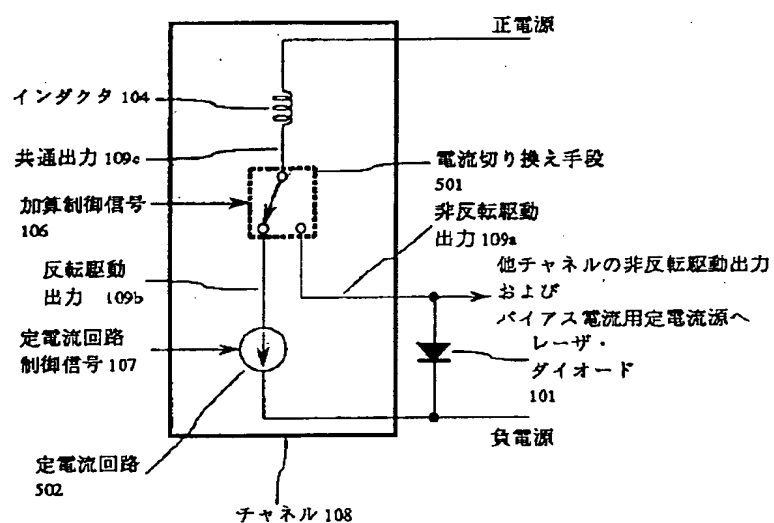 正電源
インダクタ 104
共通出力 109c
電流切り換え手段
501
加算制御信号
106
非反転駆動
出力 109a
反転駆動
出力 109b
他チャネルの非反転駆動出力
および
バイアス電流用定電流源へ
定電流回路
制御信号 107
レーザ・
ダイオード
101
負電源
定電流回路
502
チャネル 108